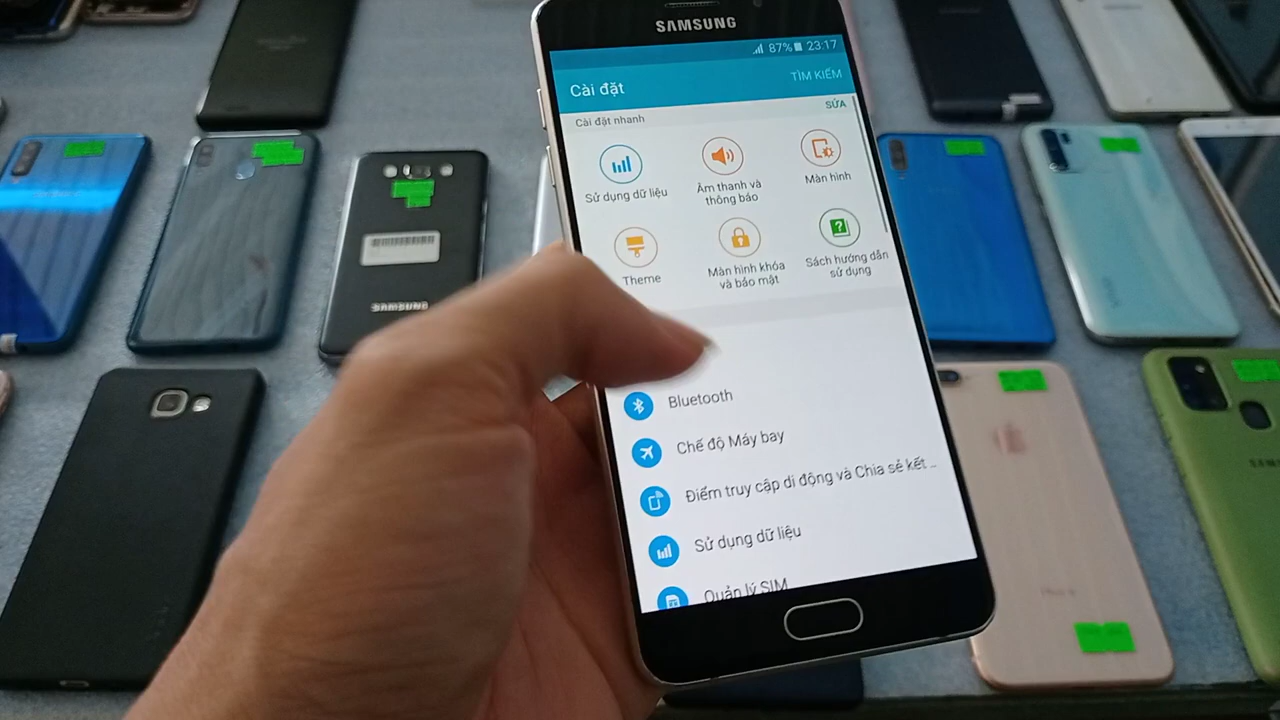 SAMSUNG
87% 23:17
Cài đặt
TÌM KIẾM
Cài đặt nhanh
SỬA
Sử dụng dữ liệu
Âm thanh và
thông báo
Màn hình
Theme
Màn hình khóa
và bảo mật
Sách hướng dẫn
sử dụng
Bluetooth
Chế độ Máy bay
Điểm truy cập di động và Chia sẻ kết ...
Sử dụng dữ liệu
Quản lý SIM
SAMSUNG